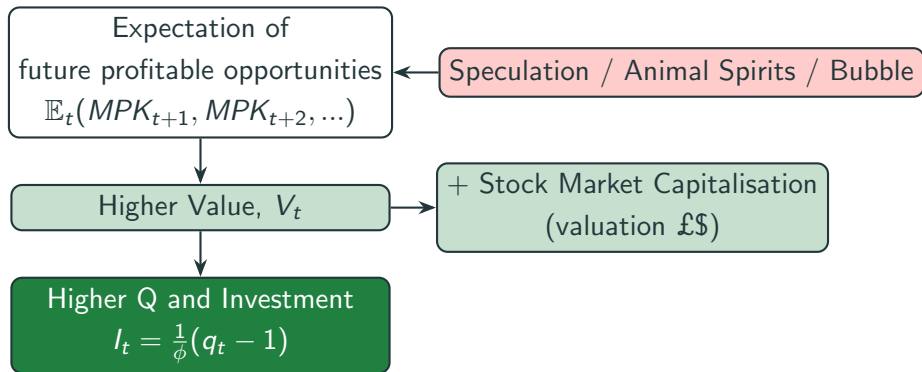 Expectation of
future profitable opportunities
𝔼ₜ(MPKₜ₊₁, MPKₜ₊₂, ...)
Speculation / Animal Spirits / Bubble
Higher Value, Vₜ
+ Stock Market Capitalisation
(valuation £$)
Higher Q and Investment
Iₜ = 1/ϕ (qₜ − 1)